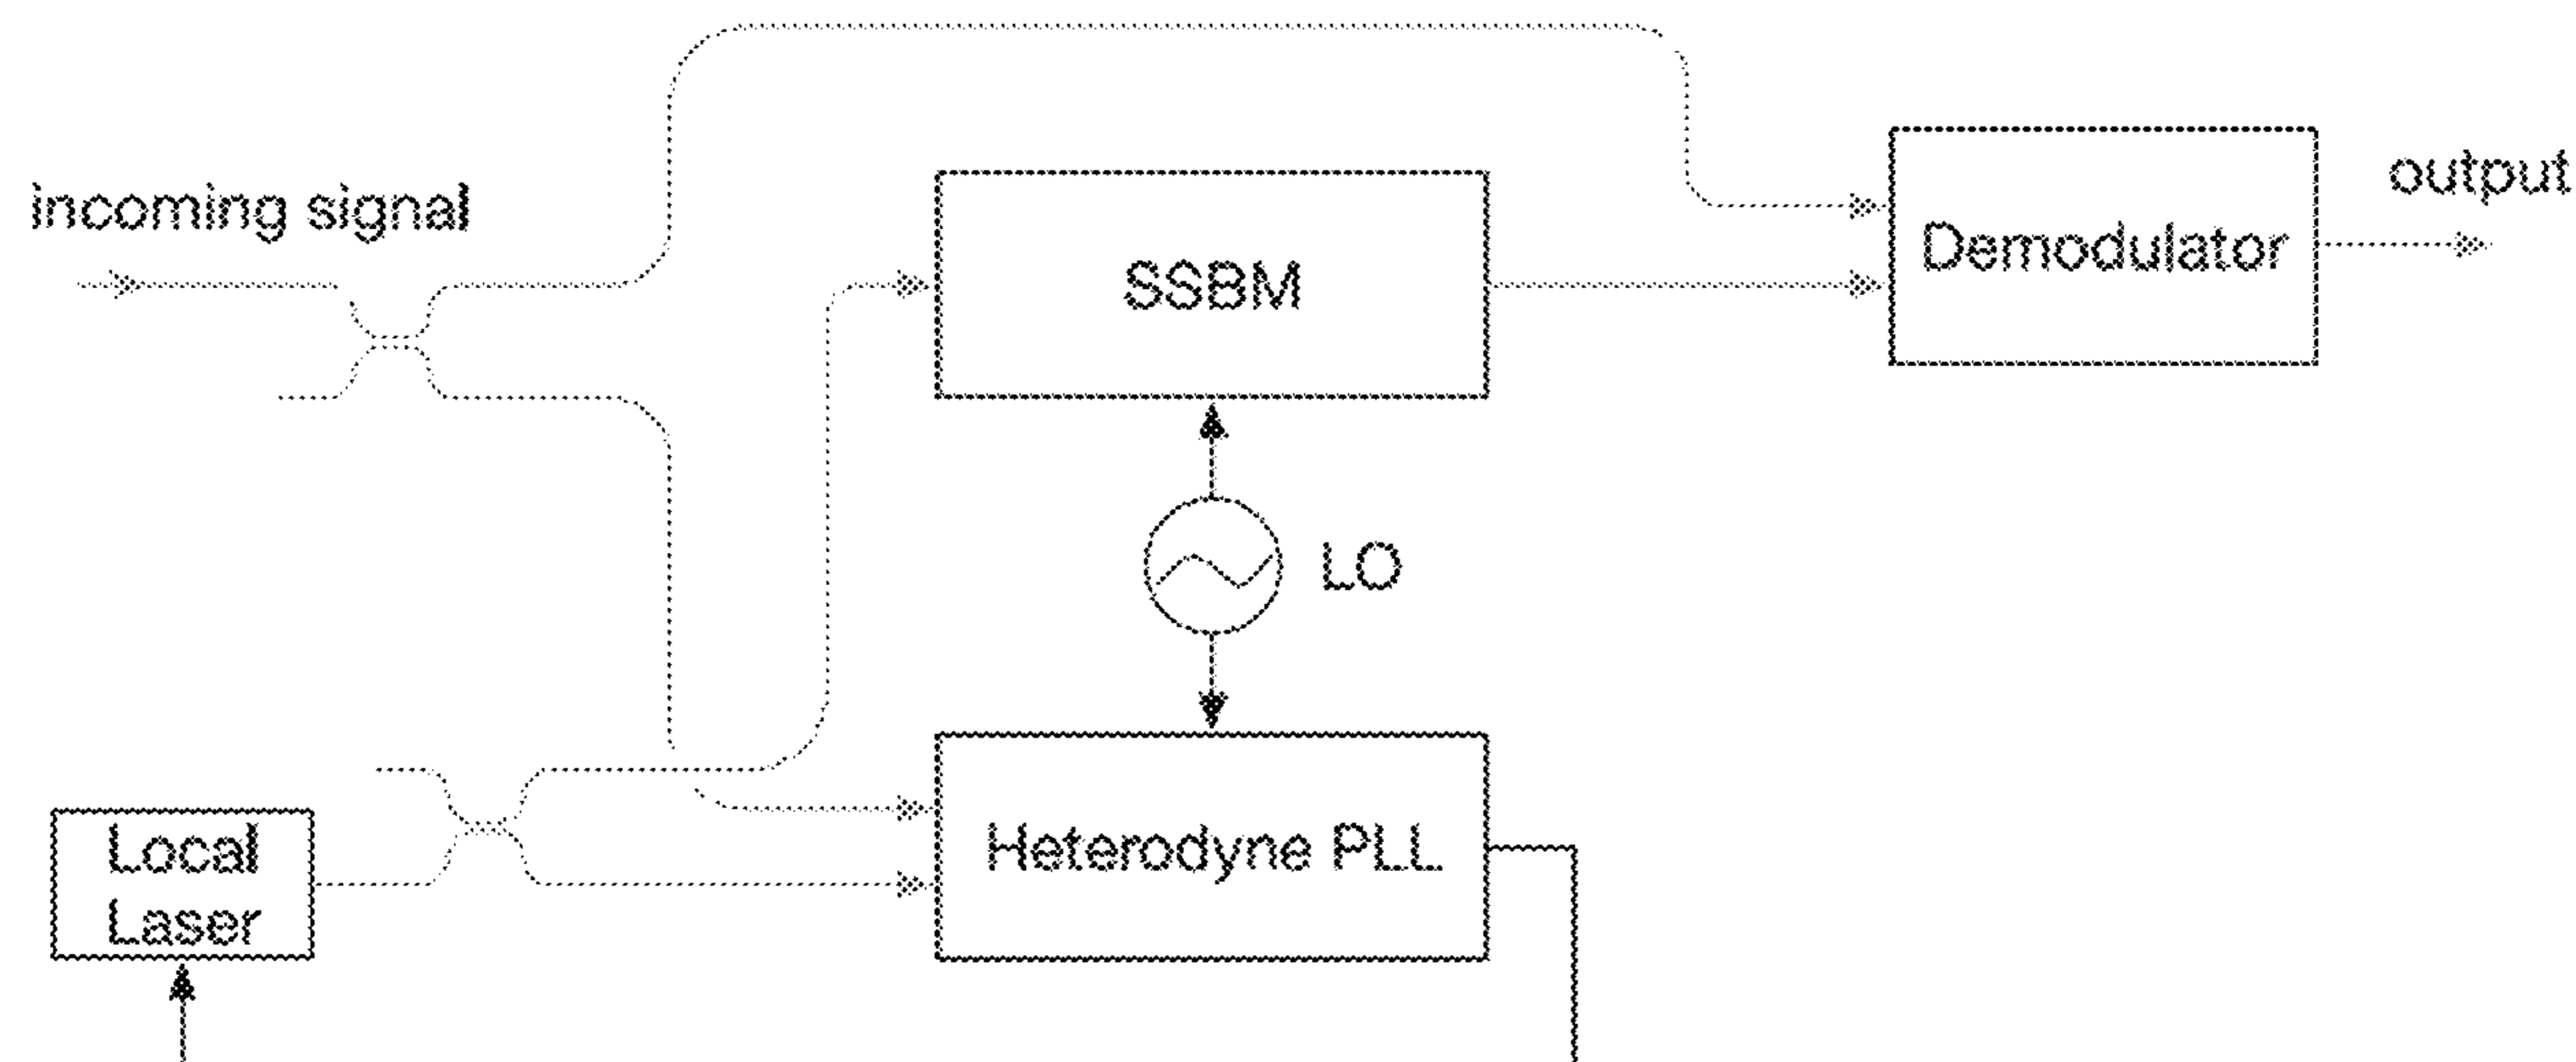 incoming signal
SSBM
Demodulator
output
LO
Local
Laser
Heterodyne PLL